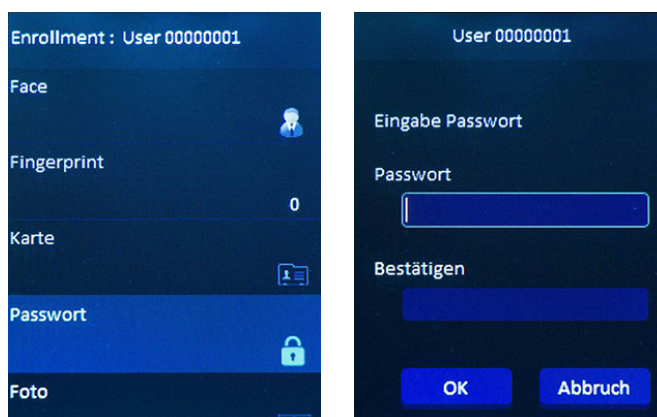 Enrollment : User 00000001
Face
Fingerprint
0
Karte
Passwort
Foto
User 00000001
Eingabe Passwort
Passwort
Bestätigen
OK
Abbruch